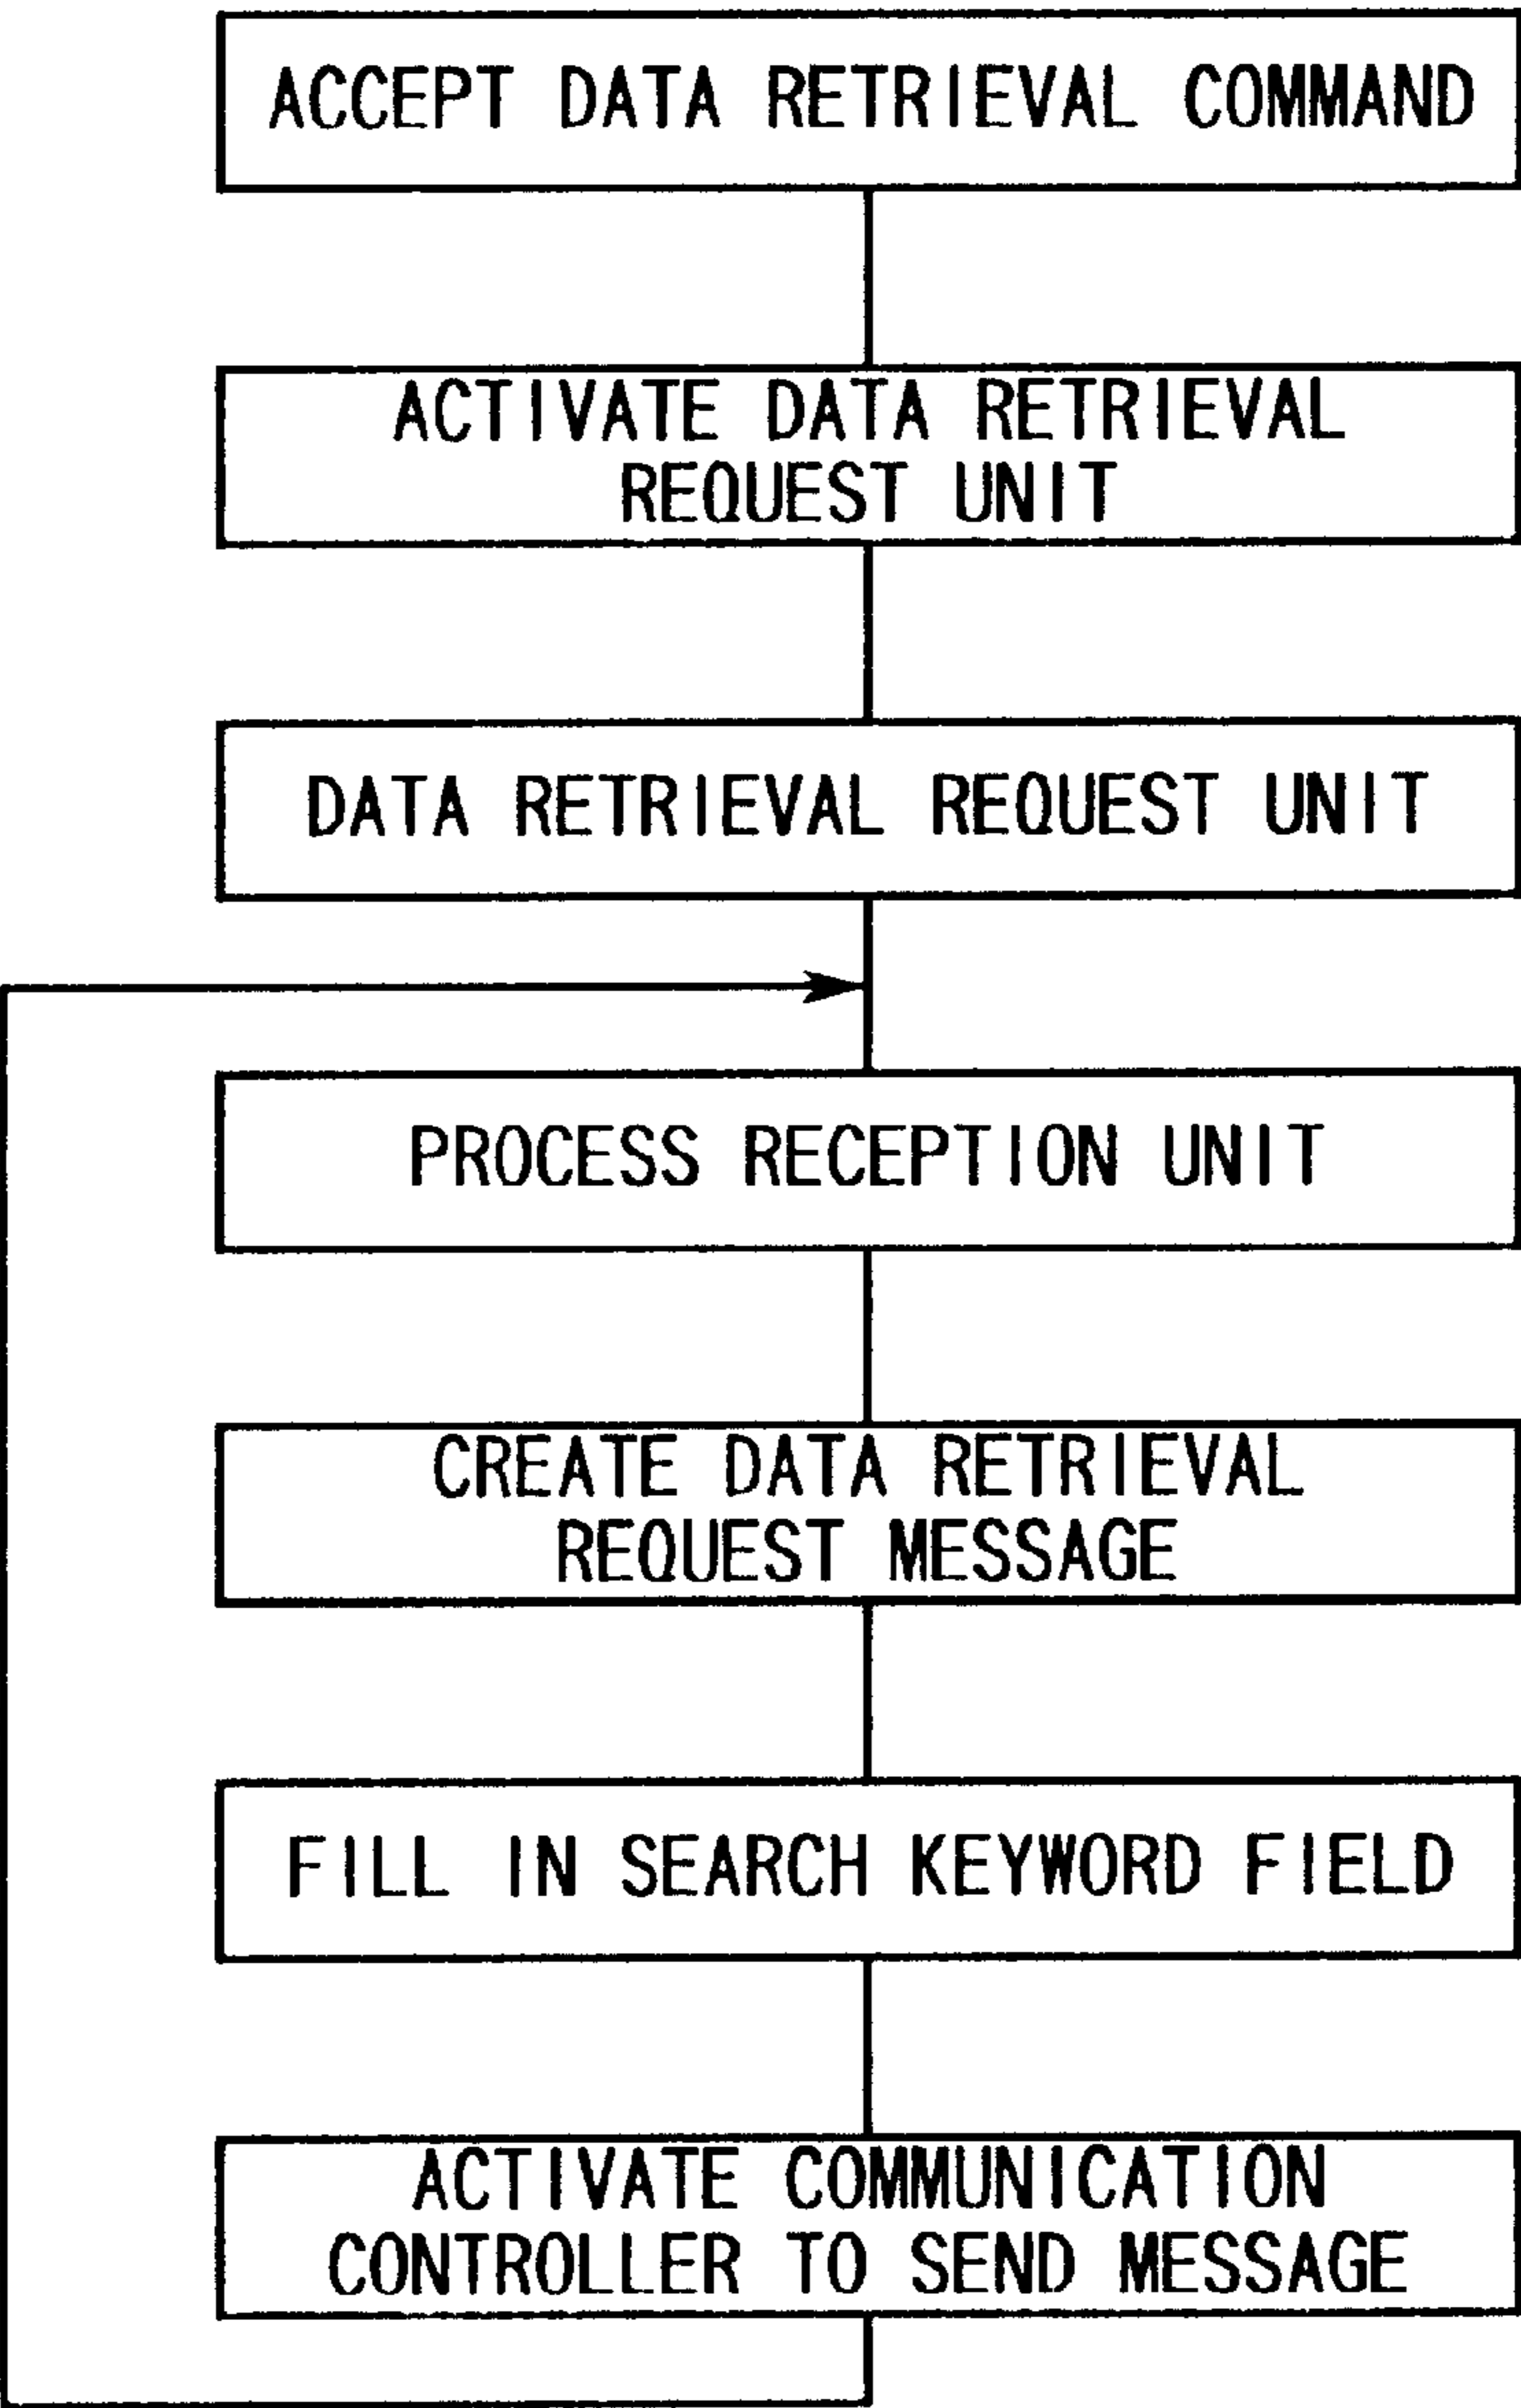 ACCEPT DATA RETRIEVAL COMMAND
ACTIVATE DATA RETRIEVAL
REQUEST UNIT
DATA RETRIEVAL REQUEST UNIT
PROCESS RECEPTION UNIT
CREATE DATA RETRIEVAL
REQUEST MESSAGE
FILL IN SEARCH KEYWORD FIELD
ACTIVATE COMMUNICATION
CONTROLLER TO SEND MESSAGE